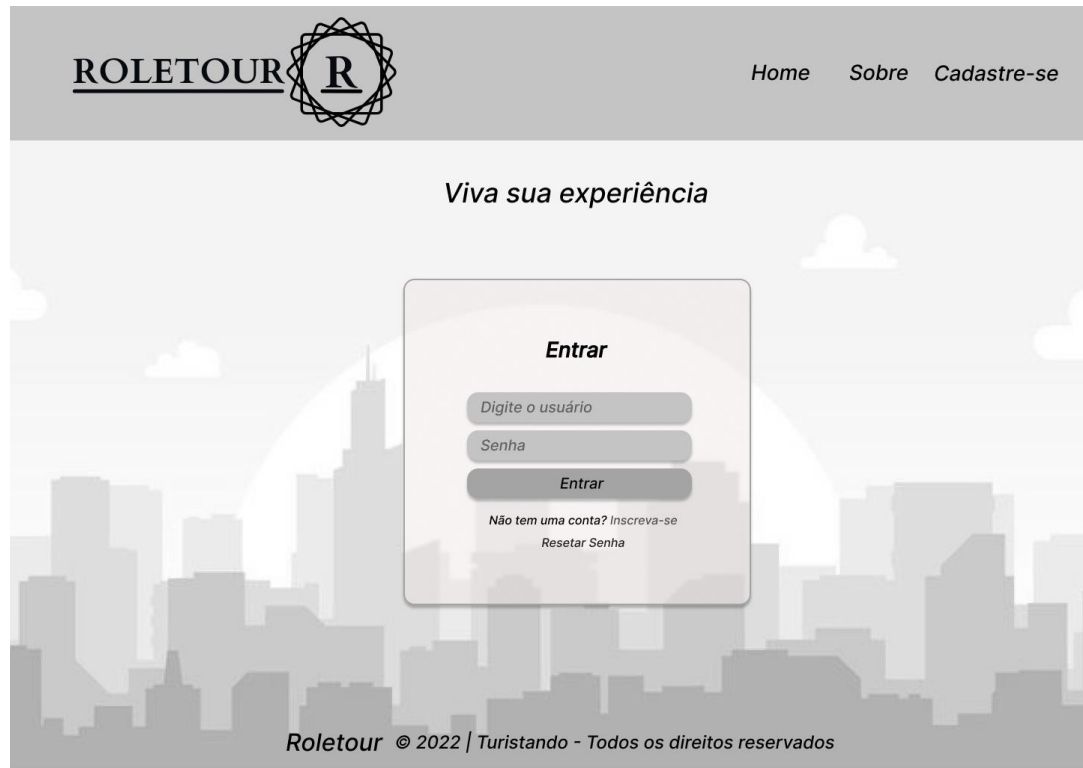 ROLETOUR R
Home Sobre Cadastre-se
Viva sua experiência
Entrar
Digite o usuário
Senha
Entrar
Não tem uma conta? Inscreva-se
Resetar Senha
Roletour © 2022 | Turistando - Todos os direitos reservados